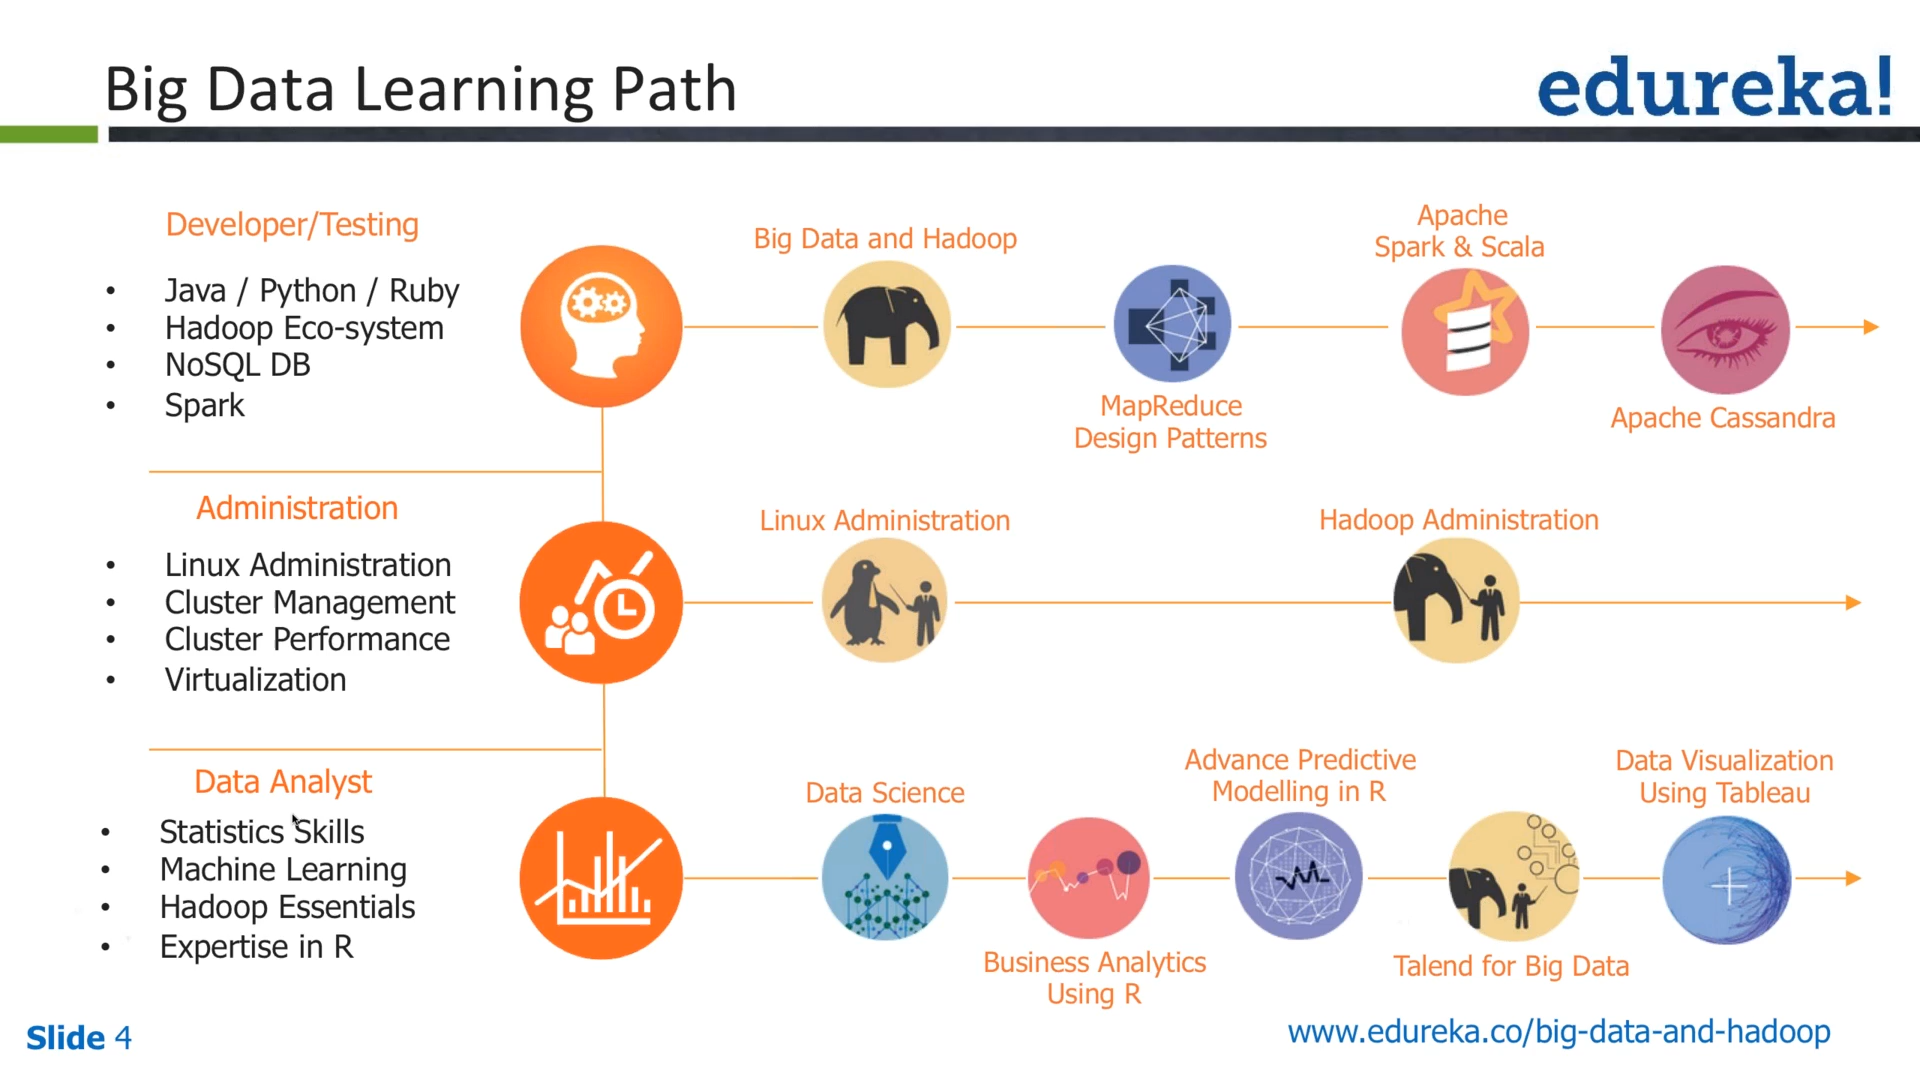 Big Data Learning Path
edureka!
Developer/Testing
• Java / Python / Ruby
• Hadoop Eco-system
• NoSQL DB
• Spark
Big Data and Hadoop
MapReduce
Design Patterns
Apache
Spark & Scala
Apache Cassandra
Administration
• Linux Administration
• Cluster Management
• Cluster Performance
• Virtualization
Linux Administration
Hadoop Administration
Data Analyst
• Statistics Skills
• Machine Learning
• Hadoop Essentials
• Expertise in R
Data Science
Business Analytics
Using R
Advance Predictive
Modelling in R
Talend for Big Data
Data Visualization
Using Tableau
Slide 4
www.edureka.co/big-data-and-hadoop